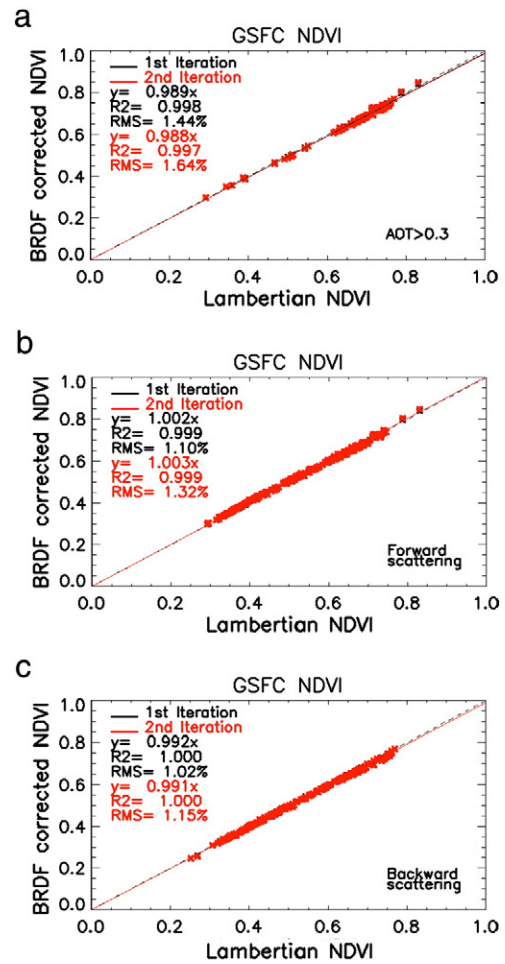 a
GSFC NDVI
BRDF corrected NDVI
1.0
0.8
0.6
0.4
0.2
0.0
1st Iteration
2nd Iteration
y= 0.989x
R2= 0.998
RMS= 1.44%
y= 0.988x
R2= 0.997
RMS= 1.64%
AOT>0.3
0.0 0.2 0.4 0.6 0.8 1.0
Lambertian NDVI
b
GSFC NDVI
BRDF corrected NDVI
1.0
0.8
0.6
0.4
0.2
0.0
1st Iteration
2nd Iteration
y= 1.002x
R2= 0.999
RMS= 1.10%
y= 1.003x
R2= 0.999
RMS= 1.32%
Forward
scattering
0.0 0.2 0.4 0.6 0.8 1.0
Lambertian NDVI
c
GSFC NDVI
BRDF corrected NDVI
1.0
0.8
0.6
0.4
0.2
0.0
1st Iteration
2nd Iteration
y= 0.992x
R2= 1.000
RMS= 1.02%
y= 0.991x
R2= 1.000
RMS= 1.15%
Backward
scattering
0.0 0.2 0.4 0.6 0.8 1.0
Lambertian NDVI